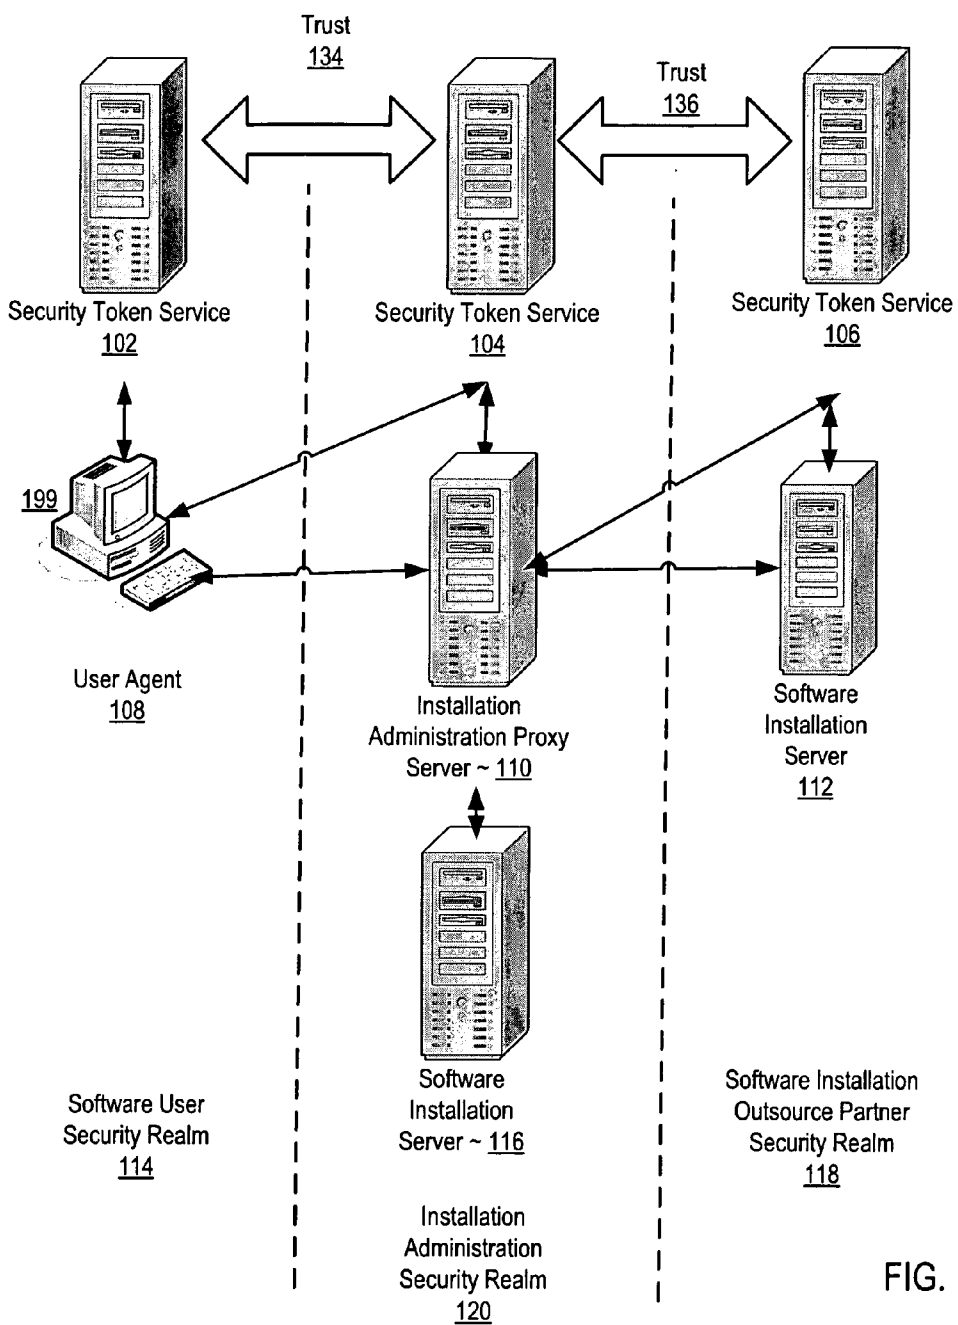 Trust
134
Trust
136
Security Token Service
102
Security Token Service
104
Security Token Service
106
199
User Agent
108
Installation
Administration Proxy
Server ~ 110
Software
Installation
Server
112
Software
Installation
Server ~ 116
Software User
Security Realm
114
Software Installation
Outsource Partner
Security Realm
118
Installation
Administration
Security Realm
120
FIG.